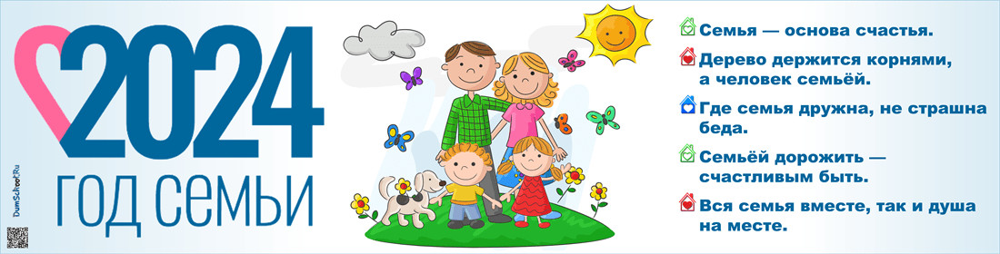 2024
ГОД СЕМЬИ
DumSchool.Ru
Семья — основа счастья.
Дерево держится корнями,
а человек семьёй.
Где семья дружна, не страшна
беда.
Семьёй дорожить —
счастливым быть.
Вся семья вместе, так и душа
на месте.